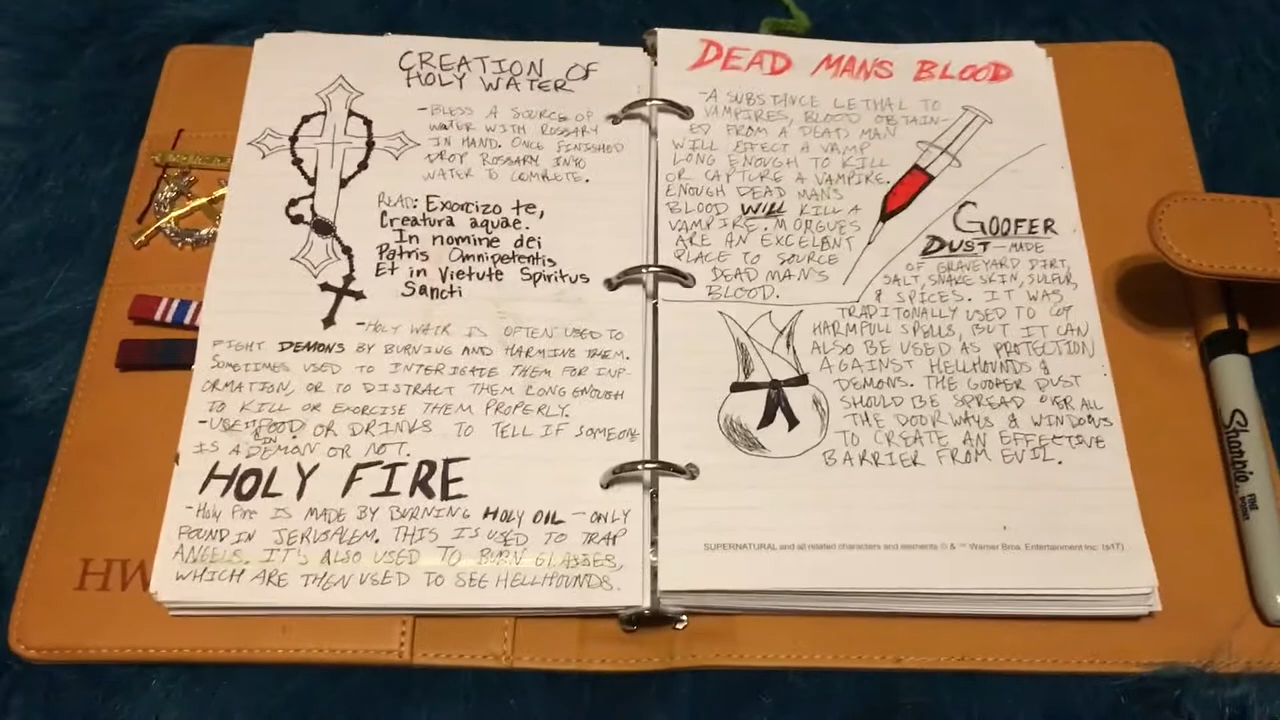 CREATION OF
HOLY WATER
-BLESS A SOURCE OF
WATER WITH ROSSARY
IN HAND. ONCE FINISHED
DROP ROSSARY INTO
WATER TO COMPLETE.
READ: Exorcizo te,
Creatura aquae.
In nomine dei
Patris Omnipetentis
Et in Vietute Spiritus
Sancti
-HOLY WATR IS OFTEN USED TO
FIGHT DEMONS BY BURNING AND HARMING THEM.
SOMETIMES USED TO INTERIGATE THEM FOR INF-
ORMATION, OR TO DISTRACT THEM LONG ENOUGH
TO KILL OR EXORCISE THEM PROPERLY.
-USE IT IN FOOD OR DRINKS TO TELL IF SOMEONE
IS A DEMON OR NOT.
HOLY FIRE
-Holy Fire IS MADE BY BURNING HOLY OIL - ONLY
FOUND IN JERUSALEM. THIS IS USED TO TRAP
ANGELS. IT'S ALSO USED TO BURN GLASSES,
WHICH ARE THEN USED TO SEE HELLHOUNDS.
DEAD MANS BLOOD
-A SUBSTANCE LETHAL TO
VAMPIRES, BLOOD OBTAIN-
ED FROM A DEAD MAN
WILL EFFECT A VAMP
LONG ENOUGH TO KILL
OR CAPTURE A VAMPIRE.
ENOUGH DEAD MANS
BLOOD WILL KILL A
VAMPIRE. MORGUES
ARE AN EXCELENT
PLACE TO SOURCE
DEAD MAN'S
BLOOD.
GOOFER
DUST-MADE
OF GRAVEYARD DIRT,
SALT, SNAKE SKIN, SULFUR,
& SPICES. IT WAS
TRADITONALLY USED TO
HARMFULL SPELLS, BUT IT CAN
ALSO BE USED AS PROTECTION
AGAINST HELLHOUNDS &
DEMONS. THE GOOFER DUST
SHOULD BE SPREAD OVER ALL
THE DOORWAYS & WINDOWS
TO CREATE AN EFFECTIVE
BARRIER FROM EVIL.
SUPERNATURAL and all related characters and elements © & ™ Warner Bros. Entertainment Inc. (s17)
HW
Sharpie
FINE POINT